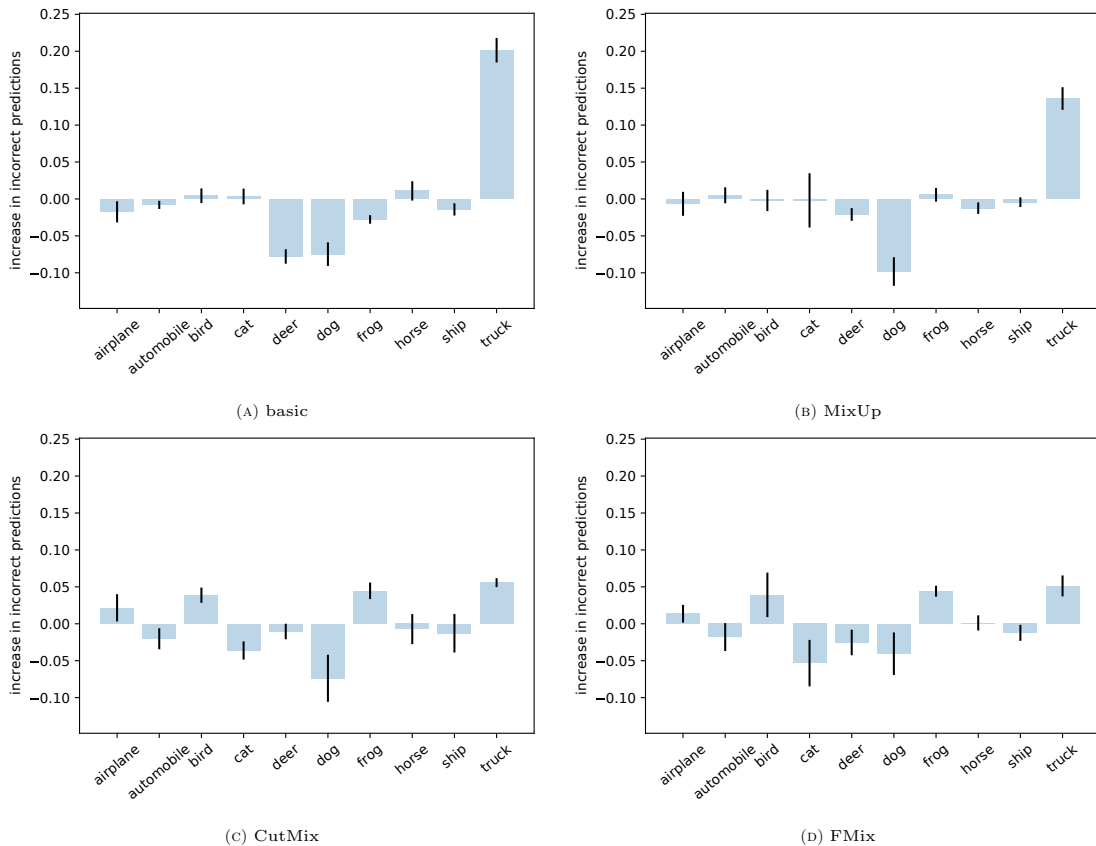 0.25
0.20
0.15
0.10
0.05
0.00
−0.05
−0.10
increase in incorrect predictions
airplane
automobile
bird
cat
deer
dog
frog
horse
ship
truck
(A) basic
0.25
0.20
0.15
0.10
0.05
0.00
−0.05
−0.10
increase in incorrect predictions
airplane
automobile
bird
cat
deer
dog
frog
horse
ship
truck
(B) MixUp
0.25
0.20
0.15
0.10
0.05
0.00
−0.05
−0.10
increase in incorrect predictions
airplane
automobile
bird
cat
deer
dog
frog
horse
ship
truck
(C) CutMix
0.25
0.20
0.15
0.10
0.05
0.00
−0.05
−0.10
increase in incorrect predictions
airplane
automobile
bird
cat
deer
dog
frog
horse
ship
truck
(D) FMix